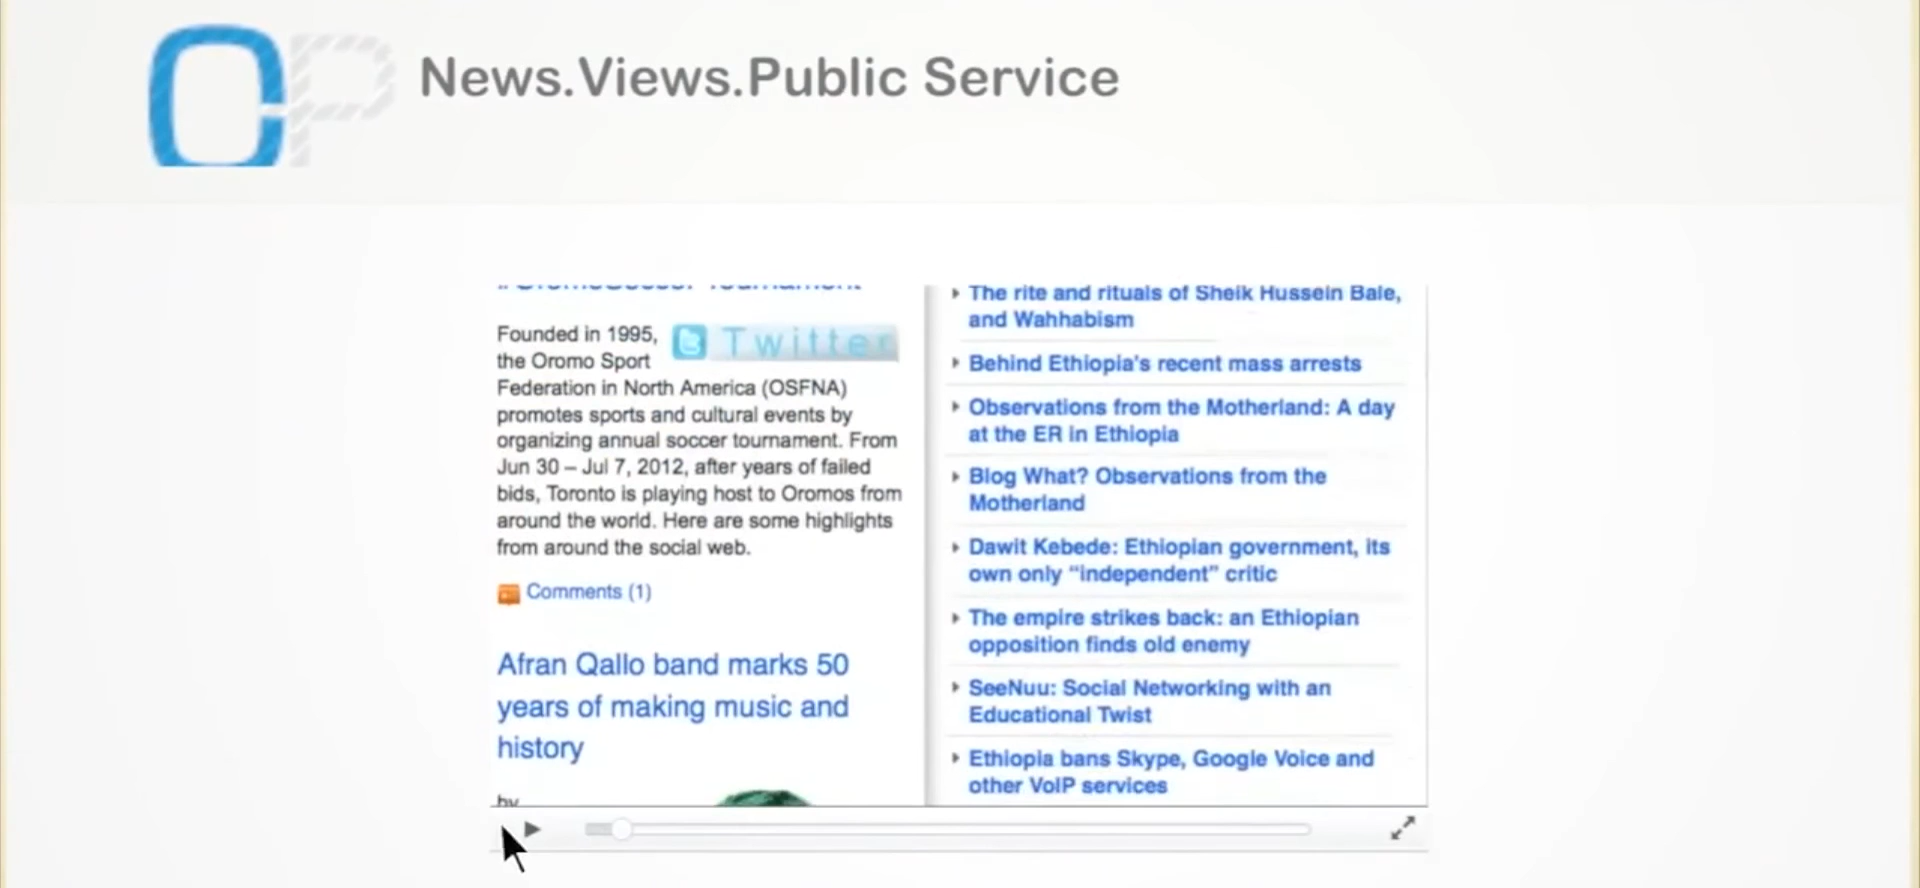 OP
News.Views.Public Service
Founded in 1995,
Twitter
the Oromo Sport
Federation in North America (OSFNA)
promotes sports and cultural events by
organizing annual soccer tournament. From
Jun 30 – Jul 7, 2012, after years of failed
bids, Toronto is playing host to Oromos from
around the world. Here are some highlights
from around the social web.
Comments (1)
Afran Qallo band marks 50
years of making music and
history
by
The rite and rituals of Sheik Hussein Bale,
and Wahhabism
Behind Ethiopia's recent mass arrests
Observations from the Motherland: A day
at the ER in Ethiopia
Blog What? Observations from the
Motherland
Dawit Kebede: Ethiopian government, its
own only “independent” critic
The empire strikes back: an Ethiopian
opposition finds old enemy
SeeNuu: Social Networking with an
Educational Twist
Ethiopia bans Skype, Google Voice and
other VoIP services